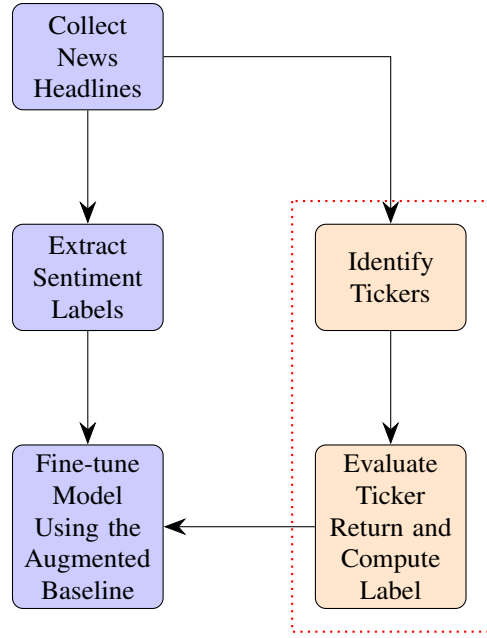 Collect
News
Headlines
Extract
Sentiment
Labels
Identify
Tickers
Fine-tune
Model
Using the
Augmented
Baseline
Evaluate
Ticker
Return and
Compute
Label